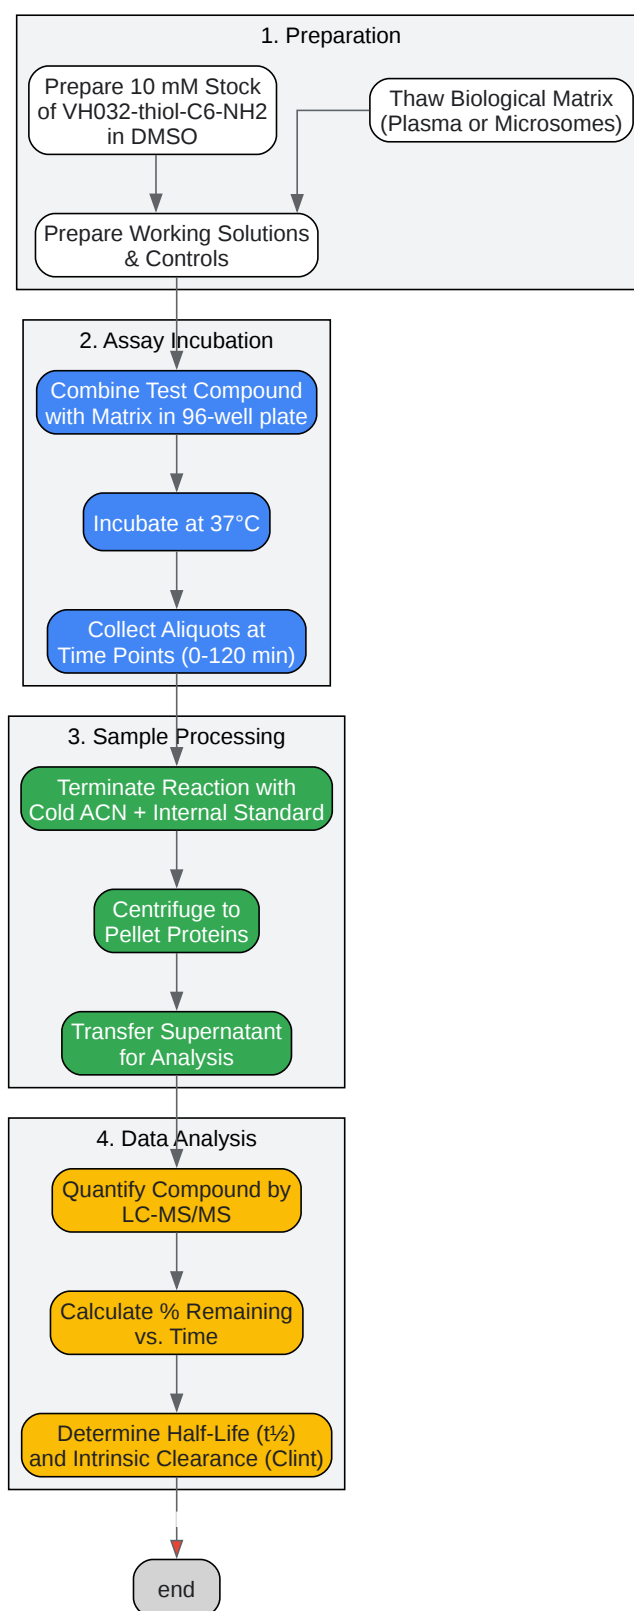 1. Preparation
Prepare 10 mM Stock
of VH032-thiol-C6-NH2
in DMSO
Thaw Biological Matrix
(Plasma or Microsomes)
Prepare Working Solutions
& Controls
2. Assay Incubation
Combine Test Compound
with Matrix in 96-well plate
Incubate at 37°C
Collect Aliquots at
Time Points (0-120 min)
3. Sample Processing
Terminate Reaction with
Cold ACN + Internal Standard
Centrifuge to
Pellet Proteins
Transfer Supernatant
for Analysis
4. Data Analysis
Quantify Compound by
LC-MS/MS
Calculate % Remaining
vs. Time
Determine Half-Life (t½)
and Intrinsic Clearance (Clint)
end